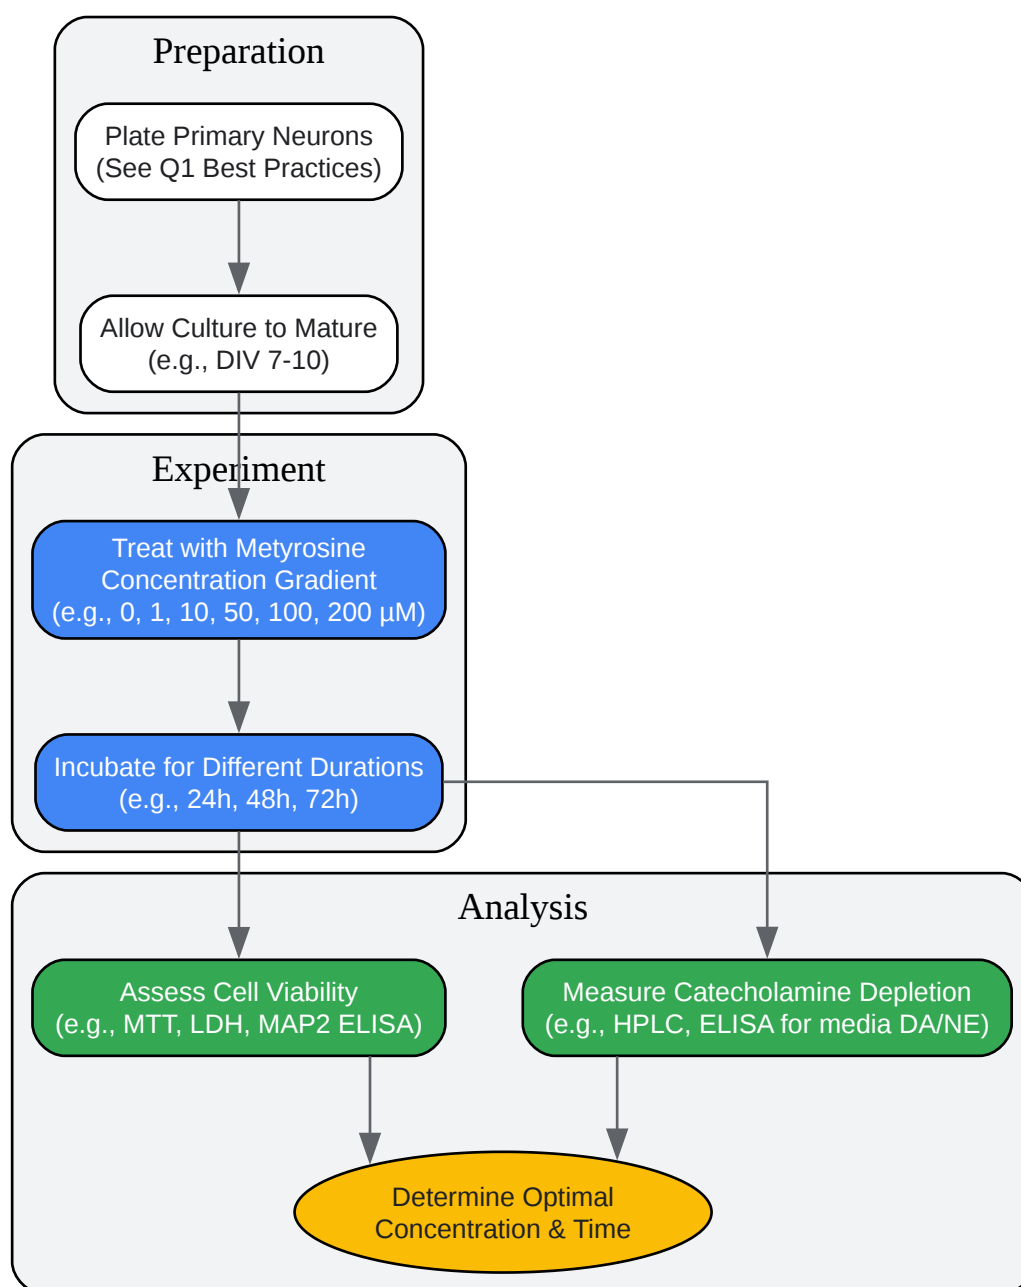 Preparation
Plate Primary Neurons
(See Q1 Best Practices)
Allow Culture to Mature
(e.g., DIV 7-10)
Experiment
Treat with Metyrosine
Concentration Gradient
(e.g., 0, 1, 10, 50, 100, 200 µM)
Incubate for Different Durations
(e.g., 24h, 48h, 72h)
Analysis
Assess Cell Viability
(e.g., MTT, LDH, MAP2 ELISA)
Measure Catecholamine Depletion
(e.g., HPLC, ELISA for media DA/NE)
Determine Optimal
Concentration & Time